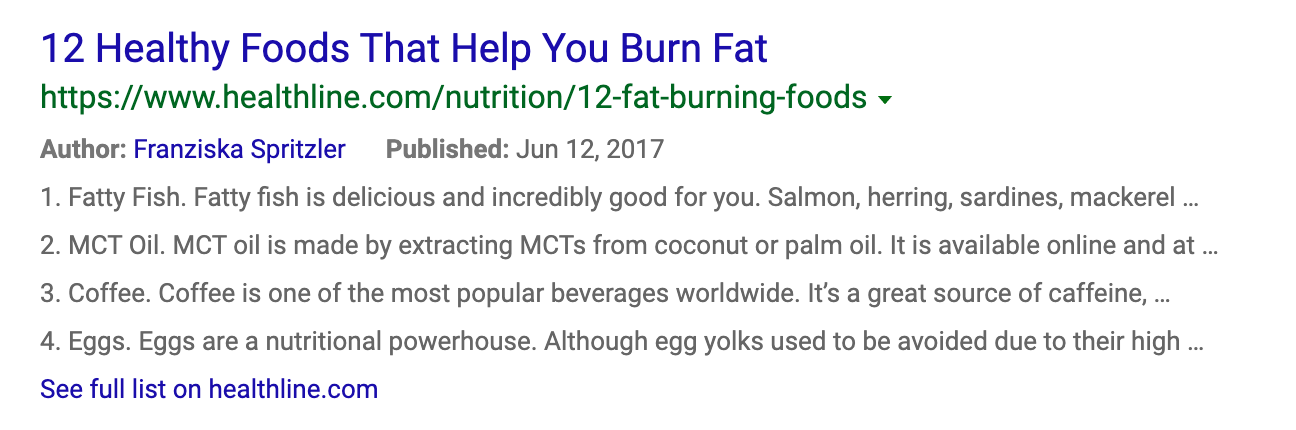 12 Healthy Foods That Help You Burn Fat
https://www.healthline.com/nutrition/12-fat-burning-foods
Author: Franziska Spritzler Published: Jun 12, 2017
1. Fatty Fish. Fatty fish is delicious and incredibly good for you. Salmon, herring, sardines, mackerel ...
2. MCT Oil. MCT oil is made by extracting MCTs from coconut or palm oil. It is available online and at ...
3. Coffee. Coffee is one of the most popular beverages worldwide. It’s a great source of caffeine, ...
4. Eggs. Eggs are a nutritional powerhouse. Although egg yolks used to be avoided due to their high ...
See full list on healthline.com